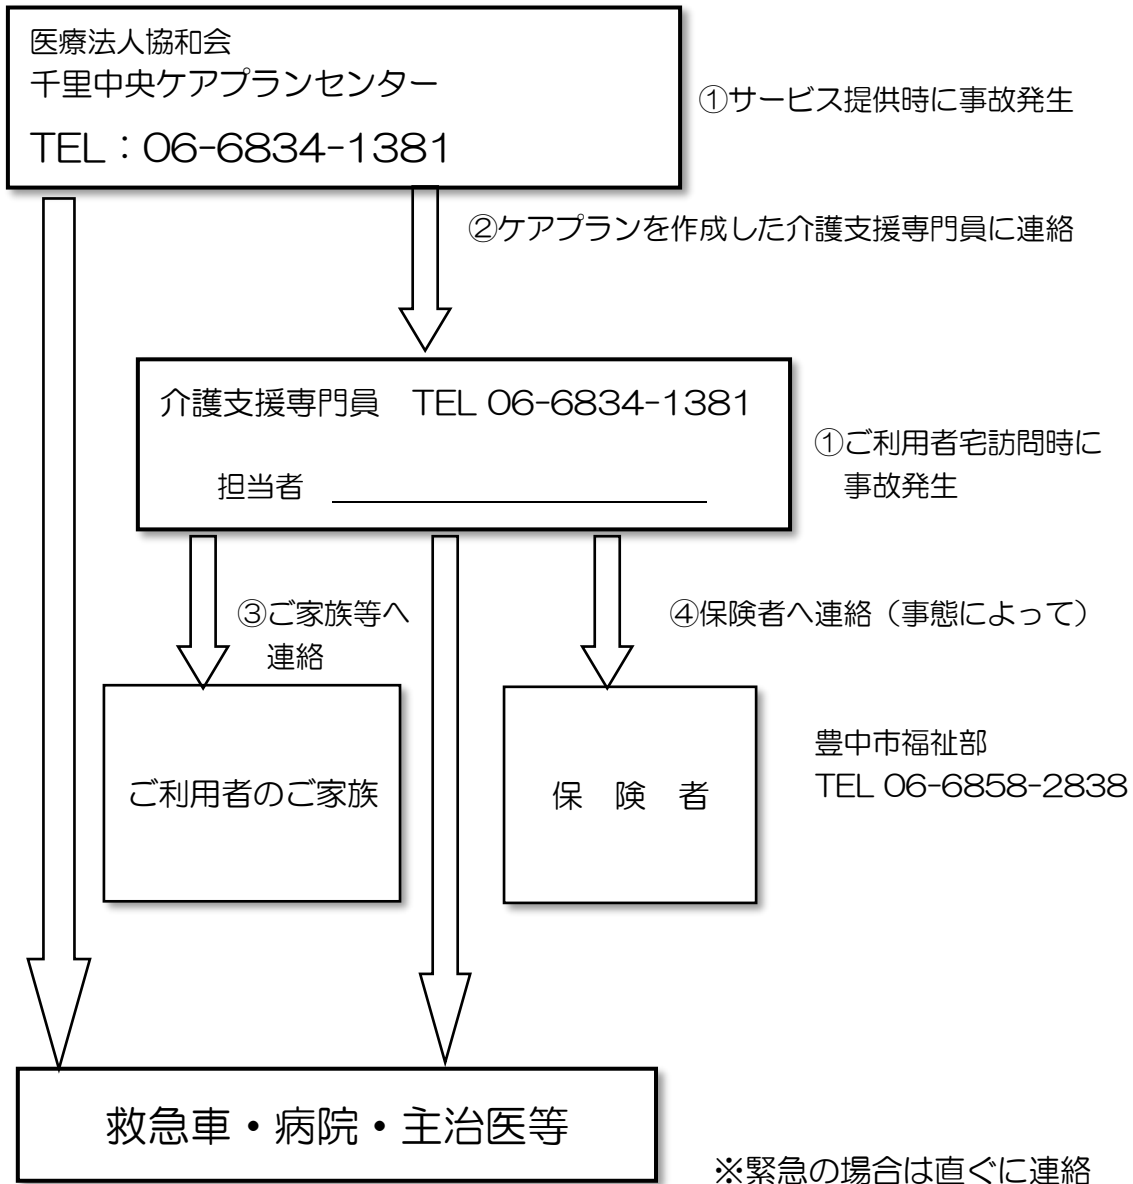 医療法人協和会
千里中央ケアプランセンター
TEL：06-6834-1381
①サービス提供時に事故発生
②ケアプランを作成した介護支援専門員に連絡
介護支援専門員　TEL 06-6834-1381
担当者
①ご利用者宅訪問時に
事故発生
③ご家族等へ
連絡
④保険者へ連絡（事態によって）
ご利用者のご家族
保　険　者
豊中市福祉部
TEL 06-6858-2838
救急車・病院・主治医等
※緊急の場合は直ぐに連絡